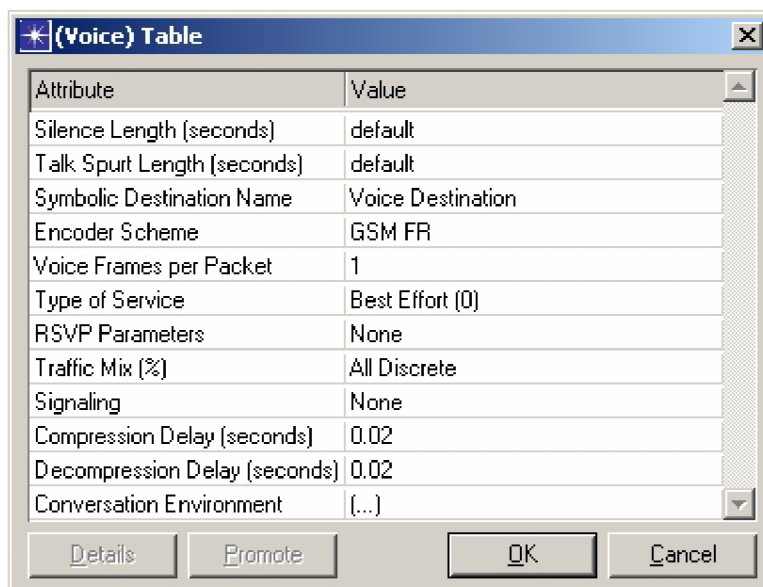 (Voice) Table
Attribute Value
Silence Length (seconds) default
Talk Spurt Length (seconds) default
Symbolic Destination Name Voice Destination
Encoder Scheme GSM FR
Voice Frames per Packet 1
Type of Service Best Effort (0)
RSVP Parameters None
Traffic Mix (%) All Discrete
Signaling None
Compression Delay (seconds) 0.02
Decompression Delay (seconds) 0.02
Conversation Environment (...)
Details Promote OK Cancel